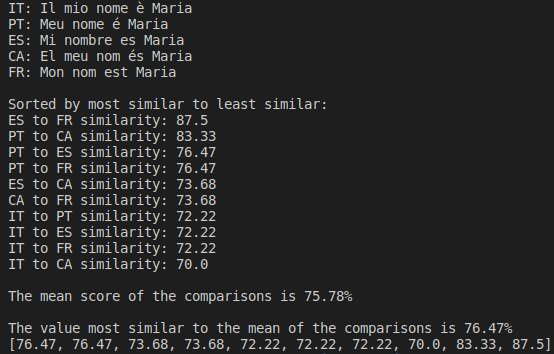 IT: Il mio nome è Maria
PT: Meu nome é Maria
ES: Mi nombre es Maria
CA: El meu nom és Maria
FR: Mon nom est Maria
Sorted by most similar to least similar:
ES to FR similarity: 87.5
PT to CA similarity: 83.33
PT to ES similarity: 76.47
PT to FR similarity: 76.47
ES to CA similarity: 73.68
CA to FR similarity: 73.68
IT to PT similarity: 72.22
IT to ES similarity: 72.22
IT to FR similarity: 72.22
IT to CA similarity: 70.0
The mean score of the comparisons is 75.78%
The value most similar to the mean of the comparisons is 76.47%
[76.47, 76.47, 73.68, 73.68, 72.22, 72.22, 72.22, 70.0, 83.33, 87.5]